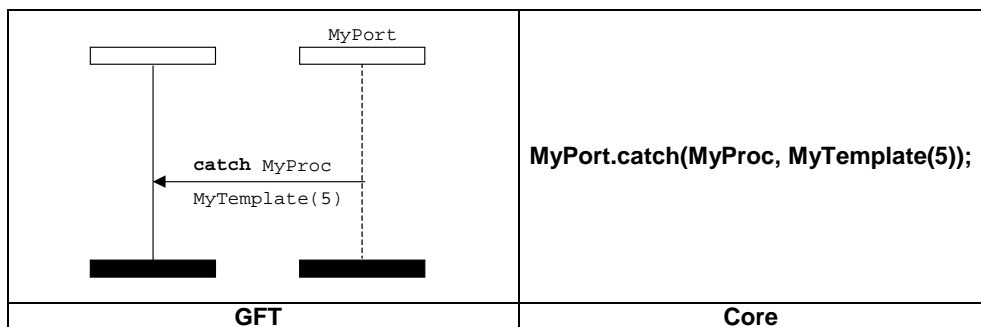 MyPort
catch MyProc
MyTemplate(5)
MyPort.catch(MyProc, MyTemplate(5));
GFT
Core